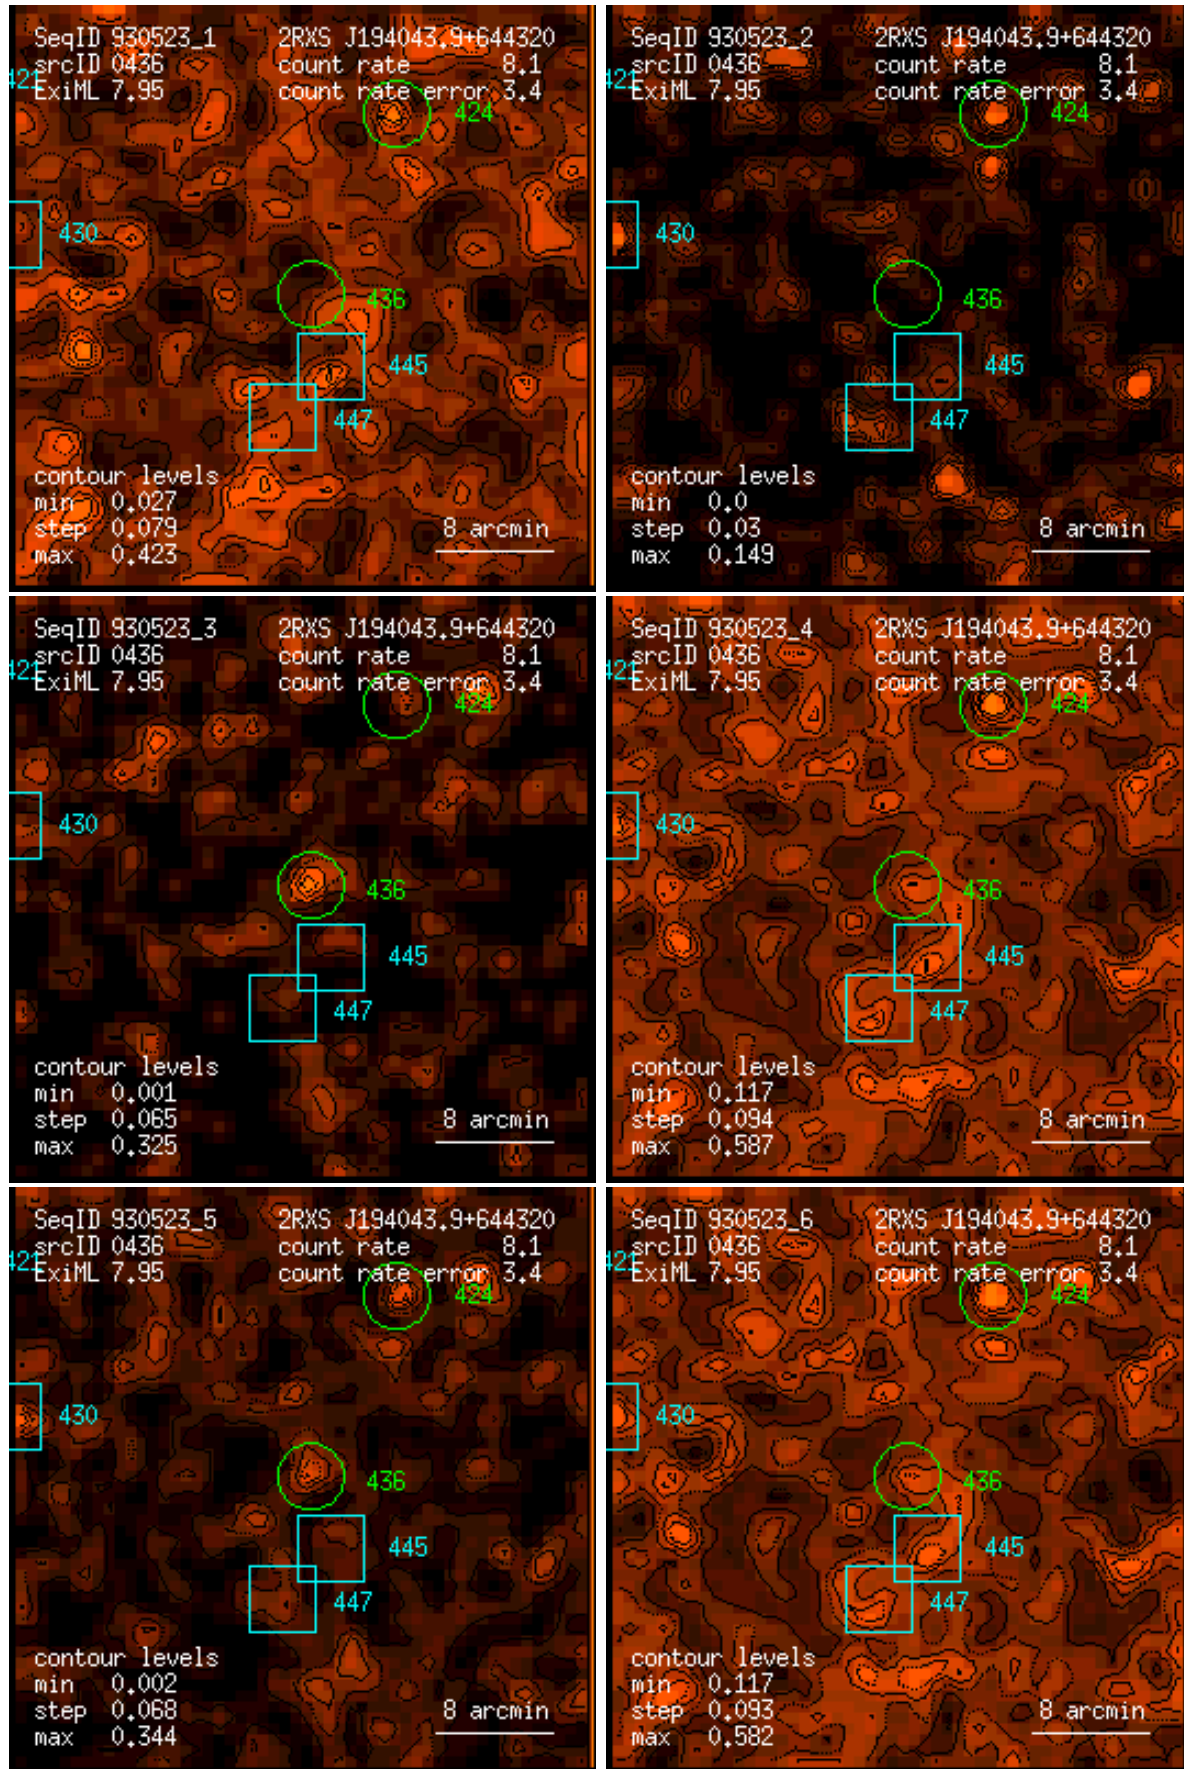 SeqID 930523_1 2RXS J194043.9+644320
srcID 0436 count rate 8.1
421
ExiML 7.95 count rate error 3.4
424
430
436
445
447
contour levels
min 0.027
step 0.079 8 arcmin
max 0.423
SeqID 930523_2 2RXS J194043.9+644320
srcID 0436 count rate 8.1
421
ExiML 7.95 count rate error 3.4
424
430
436
445
447
contour levels
min 0.0
step 0.03 8 arcmin
max 0.149
SeqID 930523_3 2RXS J194043.9+644320
srcID 0436 count rate 8.1
421
ExiML 7.95 count rate error 3.4
424
430
436
445
447
contour levels
min 0.001
step 0.065 8 arcmin
max 0.325
SeqID 930523_4 2RXS J194043.9+644320
srcID 0436 count rate 8.1
421
ExiML 7.95 count rate error 3.4
424
430
436
445
447
contour levels
min 0.117
step 0.094 8 arcmin
max 0.587
SeqID 930523_5 2RXS J194043.9+644320
srcID 0436 count rate 8.1
421
ExiML 7.95 count rate error 3.4
424
430
436
445
447
contour levels
min 0.002
step 0.068 8 arcmin
max 0.344
SeqID 930523_6 2RXS J194043.9+644320
srcID 0436 count rate 8.1
421
ExiML 7.95 count rate error 3.4
424
430
436
445
447
contour levels
min 0.117
step 0.093 8 arcmin
max 0.582